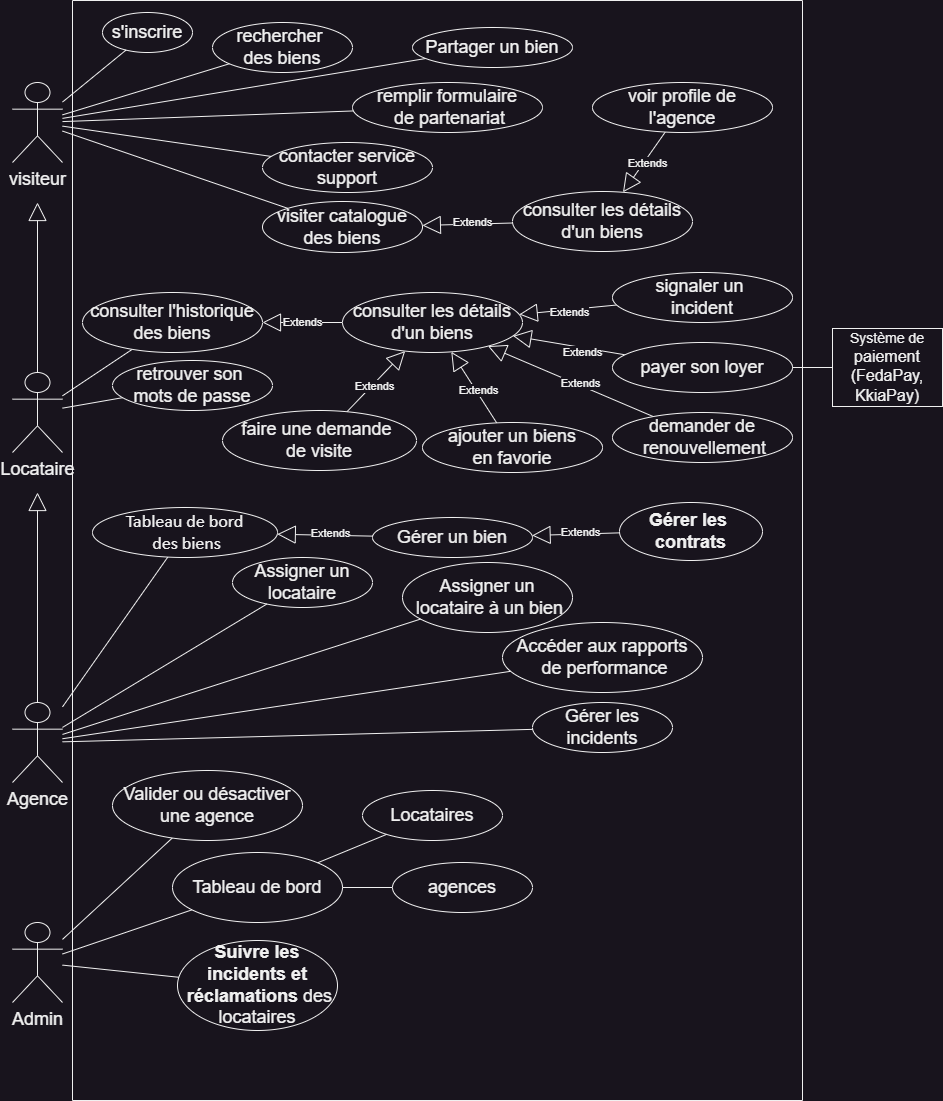 s'inscrire
rechercher
des biens
Partager un bien
remplir formulaire
de partenariat
voir profile de
l'agence
visiteur
contacter service
support
Extends
visiter catalogue
des biens
Extends
consulter les détails
d'un biens
consulter l'historique
des biens
Extends
consulter les détails
d'un biens
Extends
signaler un
incident
Extends
payer son loyer
Système de
paiement
(FedaPay,
KkiaPay)
retrouver son
mots de passe
Extends
Extends
Extends
Locataire
faire une demande
de visite
ajouter un biens
en favorie
demander de
renouvellement
Tableau de bord
des biens
Extends
Gérer un bien
Extends
Gérer les
contrats
Assigner un
locataire
Assigner un
locataire à un bien
Accéder aux rapports
de performance
Gérer les
incidents
Agence
Valider ou désactiver
une agence
Locataires
Tableau de bord
agences
Suivre les
incidents et
réclamations des
locataires
Admin